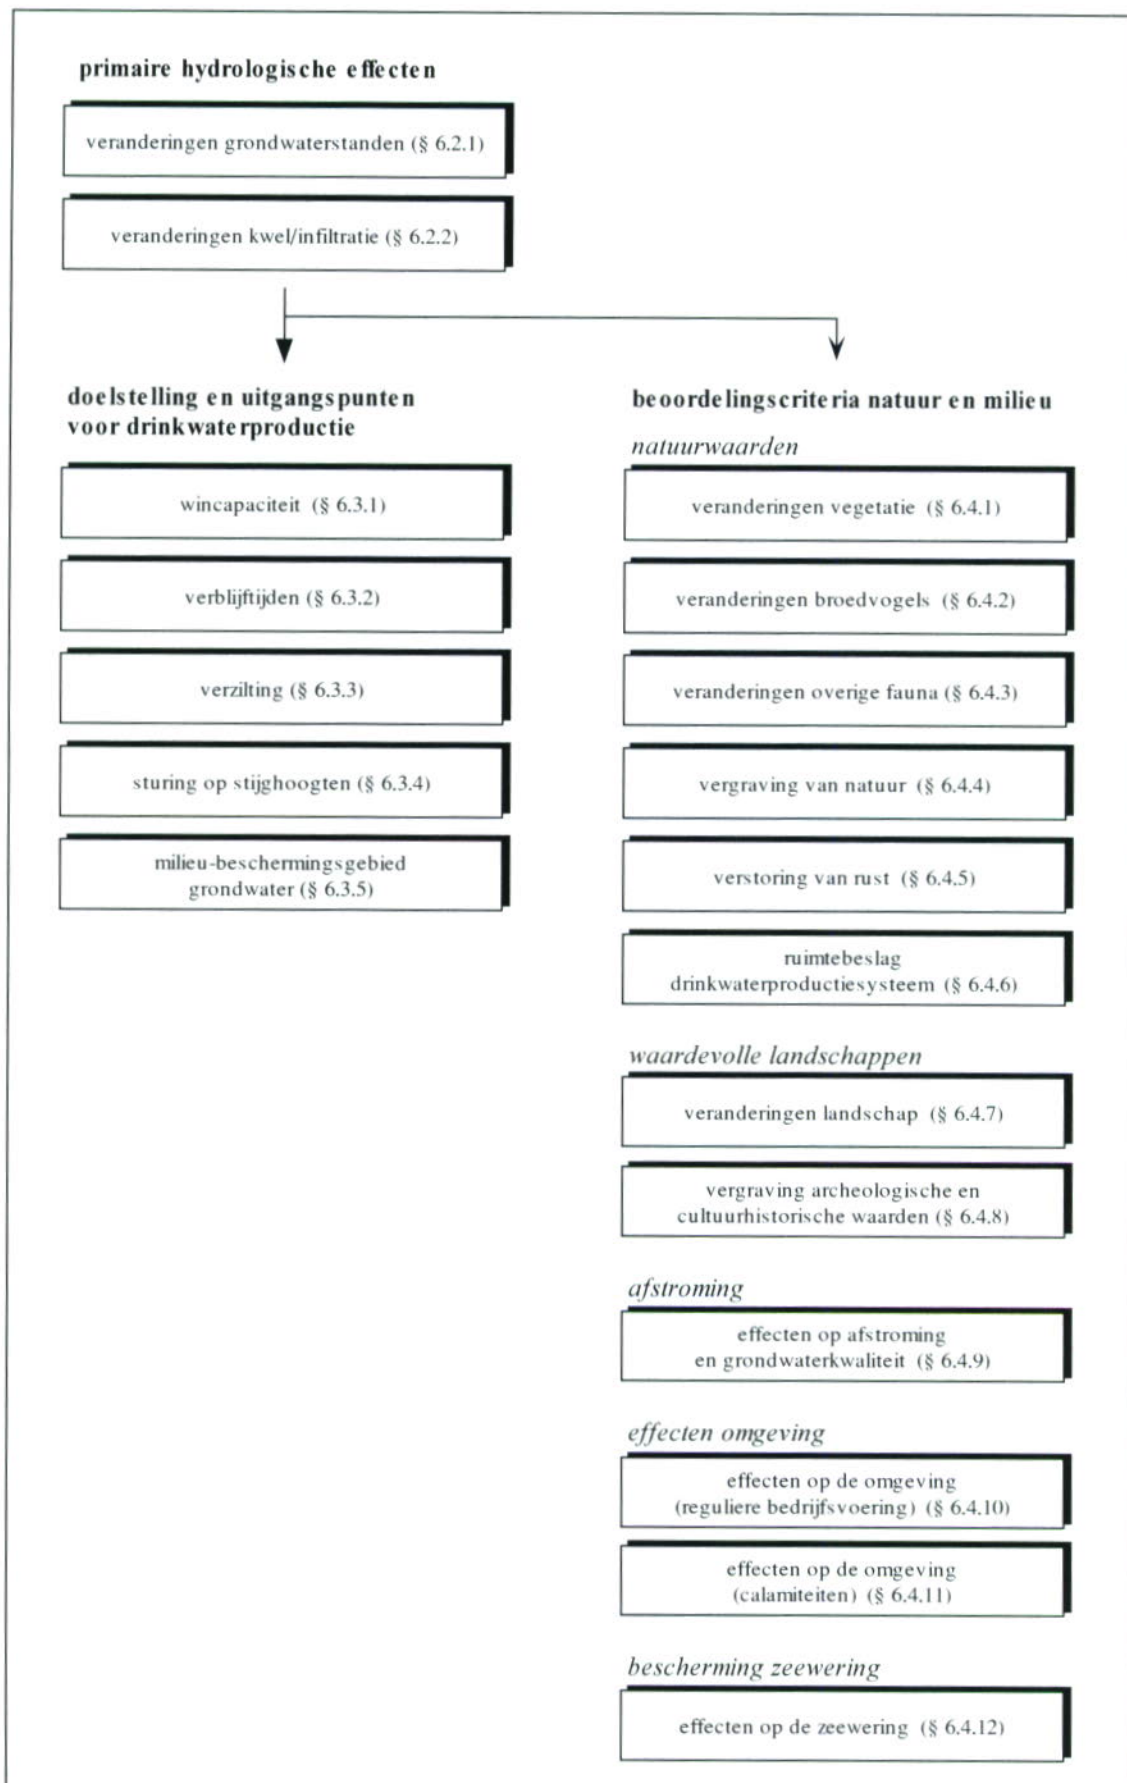 primaire hydrologische effecten
veranderingen grondwaterstanden (§ 6.2.1)
veranderingen kwel/infiltratie (§ 6.2.2)
doelstelling en uitgangspunten
voor drinkwaterproductie
wincapaciteit (§ 6.3.1)
verblijftijden (§ 6.3.2)
verzilting (§ 6.3.3)
sturing op stijghoogten (§ 6.3.4)
milieu-beschermingsgebied
grondwater (§ 6.3.5)
beoordelingscriteria natuur en milieu
natuurwaarden
veranderingen vegetatie (§ 6.4.1)
veranderingen broedvogels (§ 6.4.2)
veranderingen overige fauna (§ 6.4.3)
vergraving van natuur (§ 6.4.4)
verstoring van rust (§ 6.4.5)
ruimtebeslag
drinkwaterproductiesysteem (§ 6.4.6)
waardevolle landschappen
veranderingen landschap (§ 6.4.7)
vergraving archeologische en
cultuurhistorische waarden (§ 6.4.8)
afstroming
effecten op afstroming
en grondwaterkwaliteit (§ 6.4.9)
effecten omgeving
effecten op de omgeving
(reguliere bedrijfsvoering) (§ 6.4.10)
effecten op de omgeving
(calamiteiten) (§ 6.4.11)
bescherming zeewering
effecten op de zeewering (§ 6.4.12)